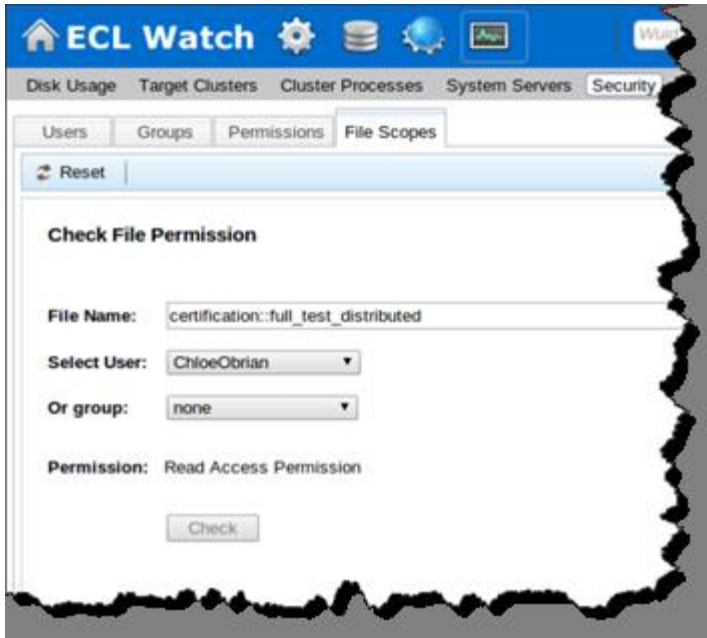 ECL Watch Wuid
Disk Usage Target Clusters Cluster Processes System Servers Security
Users Groups Permissions File Scopes
Reset
Check File Permission
File Name: certification::full_test_distributed
Select User: ChloeObrian
Or group: none
Permission: Read Access Permission
Check